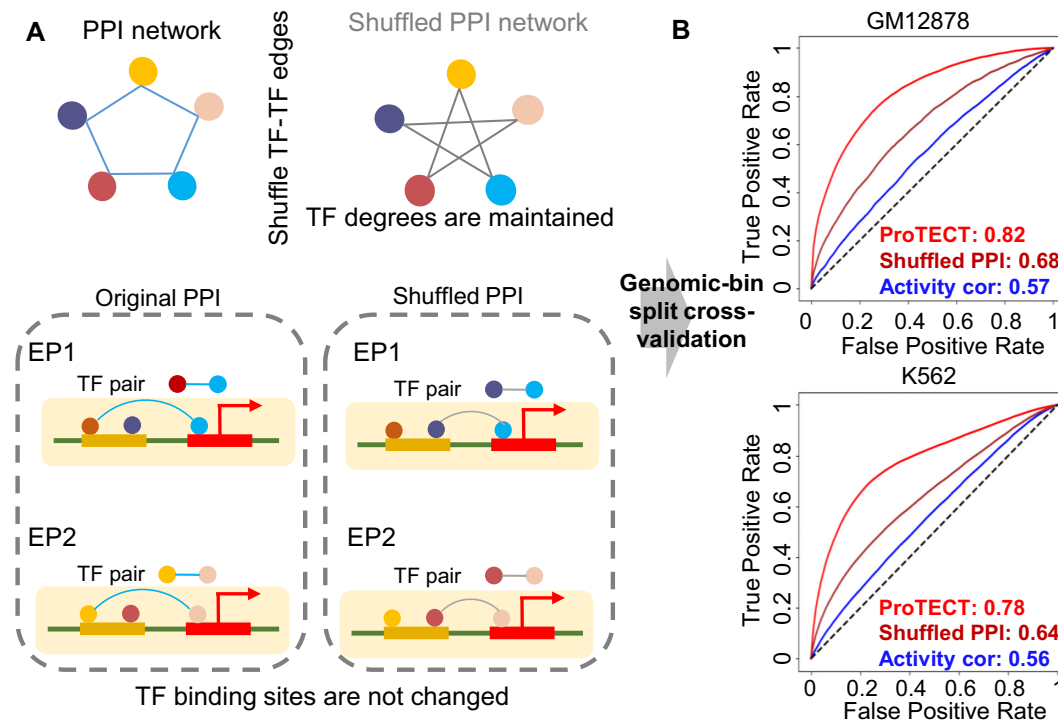 A
PPI network
Shuffle TF-TF edges
Shuffled PPI network
TF degrees are maintained
Original PPI
EP1
TF pair
EP2
TF pair
Shuffled PPI
EP1
TF pair
EP2
TF pair
TF binding sites are not changed
Genomic-bin
split cross-
validation
B
GM12878
True Positive Rate
0 0.2 0.4 0.6 0.8 1
ProTECT: 0.82
Shuffled PPI: 0.68
Activity cor: 0.57
0 0.2 0.4 0.6 0.8 1
False Positive Rate
K562
True Positive Rate
0 0.2 0.4 0.6 0.8 1
ProTECT: 0.78
Shuffled PPI: 0.64
Activity cor: 0.56
0 0.2 0.4 0.6 0.8 1
False Positive Rate